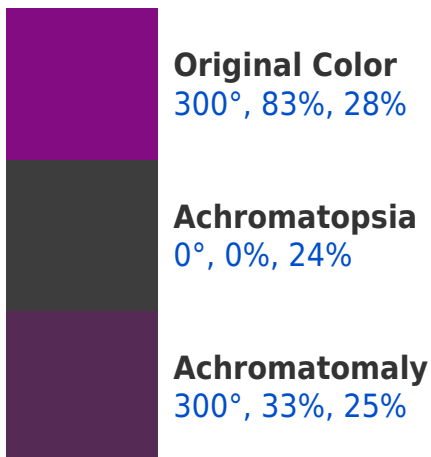 Original Color
300°, 83%, 28%
Achromatopsia
0°, 0%, 24%
Achromatomaly
300°, 33%, 25%